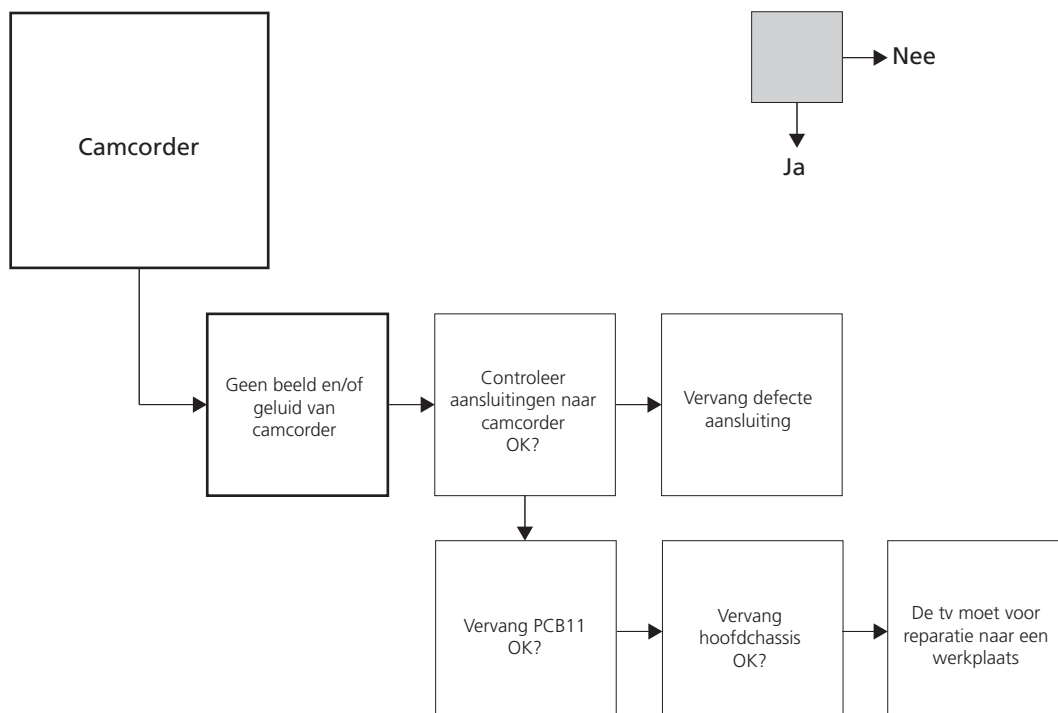 Camcorder
Nee
Ja
Geen beeld en/of
geluid van
camcorder
Controleer
aansluitingen naar
camcorder
OK?
Vervang defecte
aansluiting
Vervang PCB11
OK?
Vervang
hoofdchassis
OK?
De tv moet voor
reparatie naar een
werkplaats